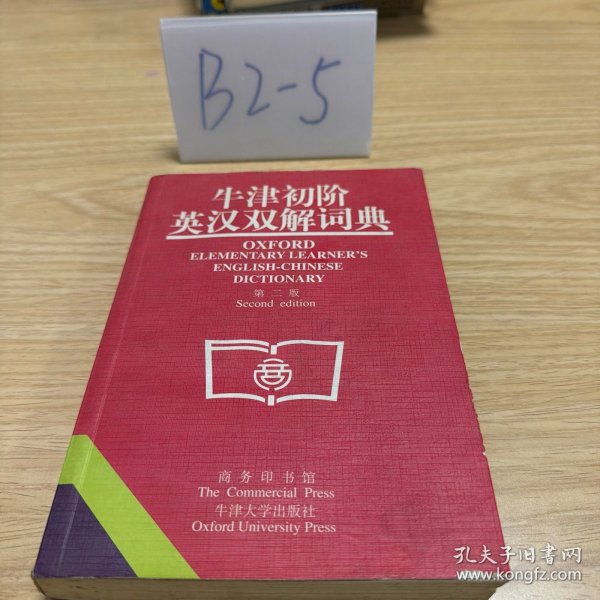 B2-5
牛津初阶
英汉双解词典
OXFORD
ELEMENTARY LEARNER'S
ENGLISH-CHINESE
DICTIONARY
第二版
Second edition
商务印书馆
The Commercial Press
牛津大学出版社
Oxford University Press
孔夫子旧书网
www.kongfz.com